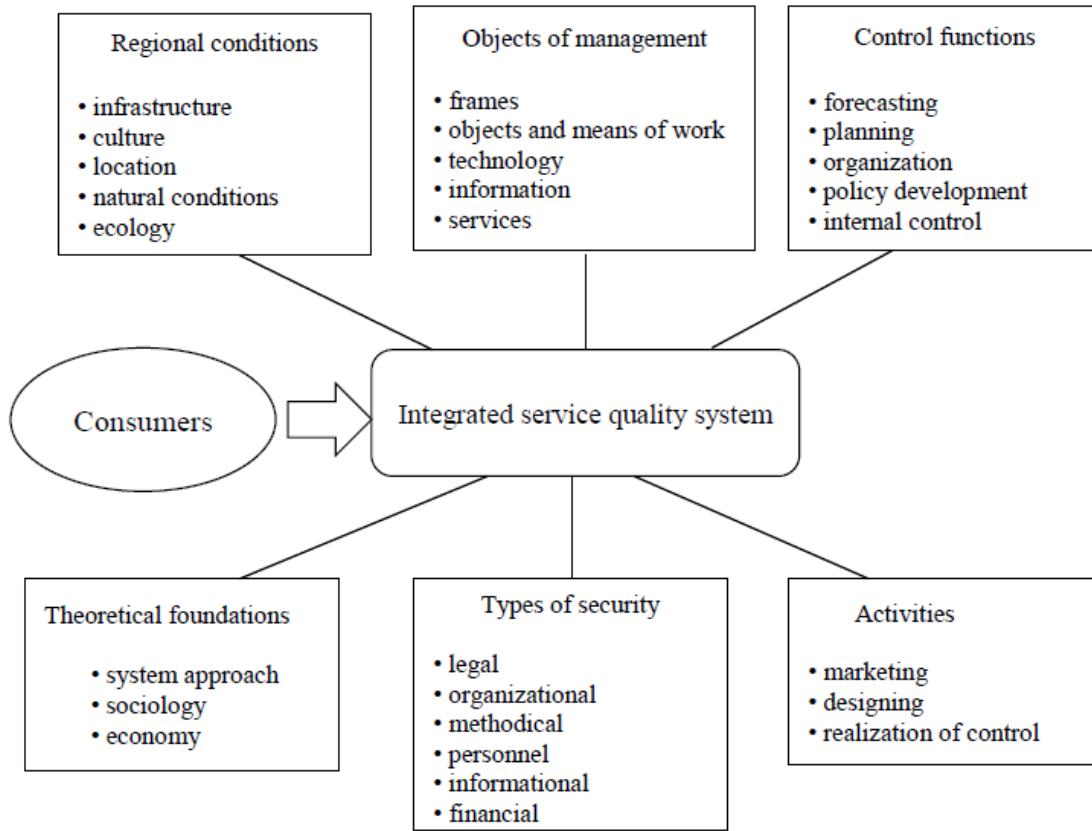 Regional conditions
• infrastructure
• culture
• location
• natural conditions
• ecology
Objects of management
• frames
• objects and means of work
• technology
• information
• services
Control functions
• forecasting
• planning
• organization
• policy development
• internal control
Consumers
Integrated service quality system
Theoretical foundations
• system approach
• sociology
• economy
Types of security
• legal
• organizational
• methodical
• personnel
• informational
• financial
Activities
• marketing
• designing
• realization of control